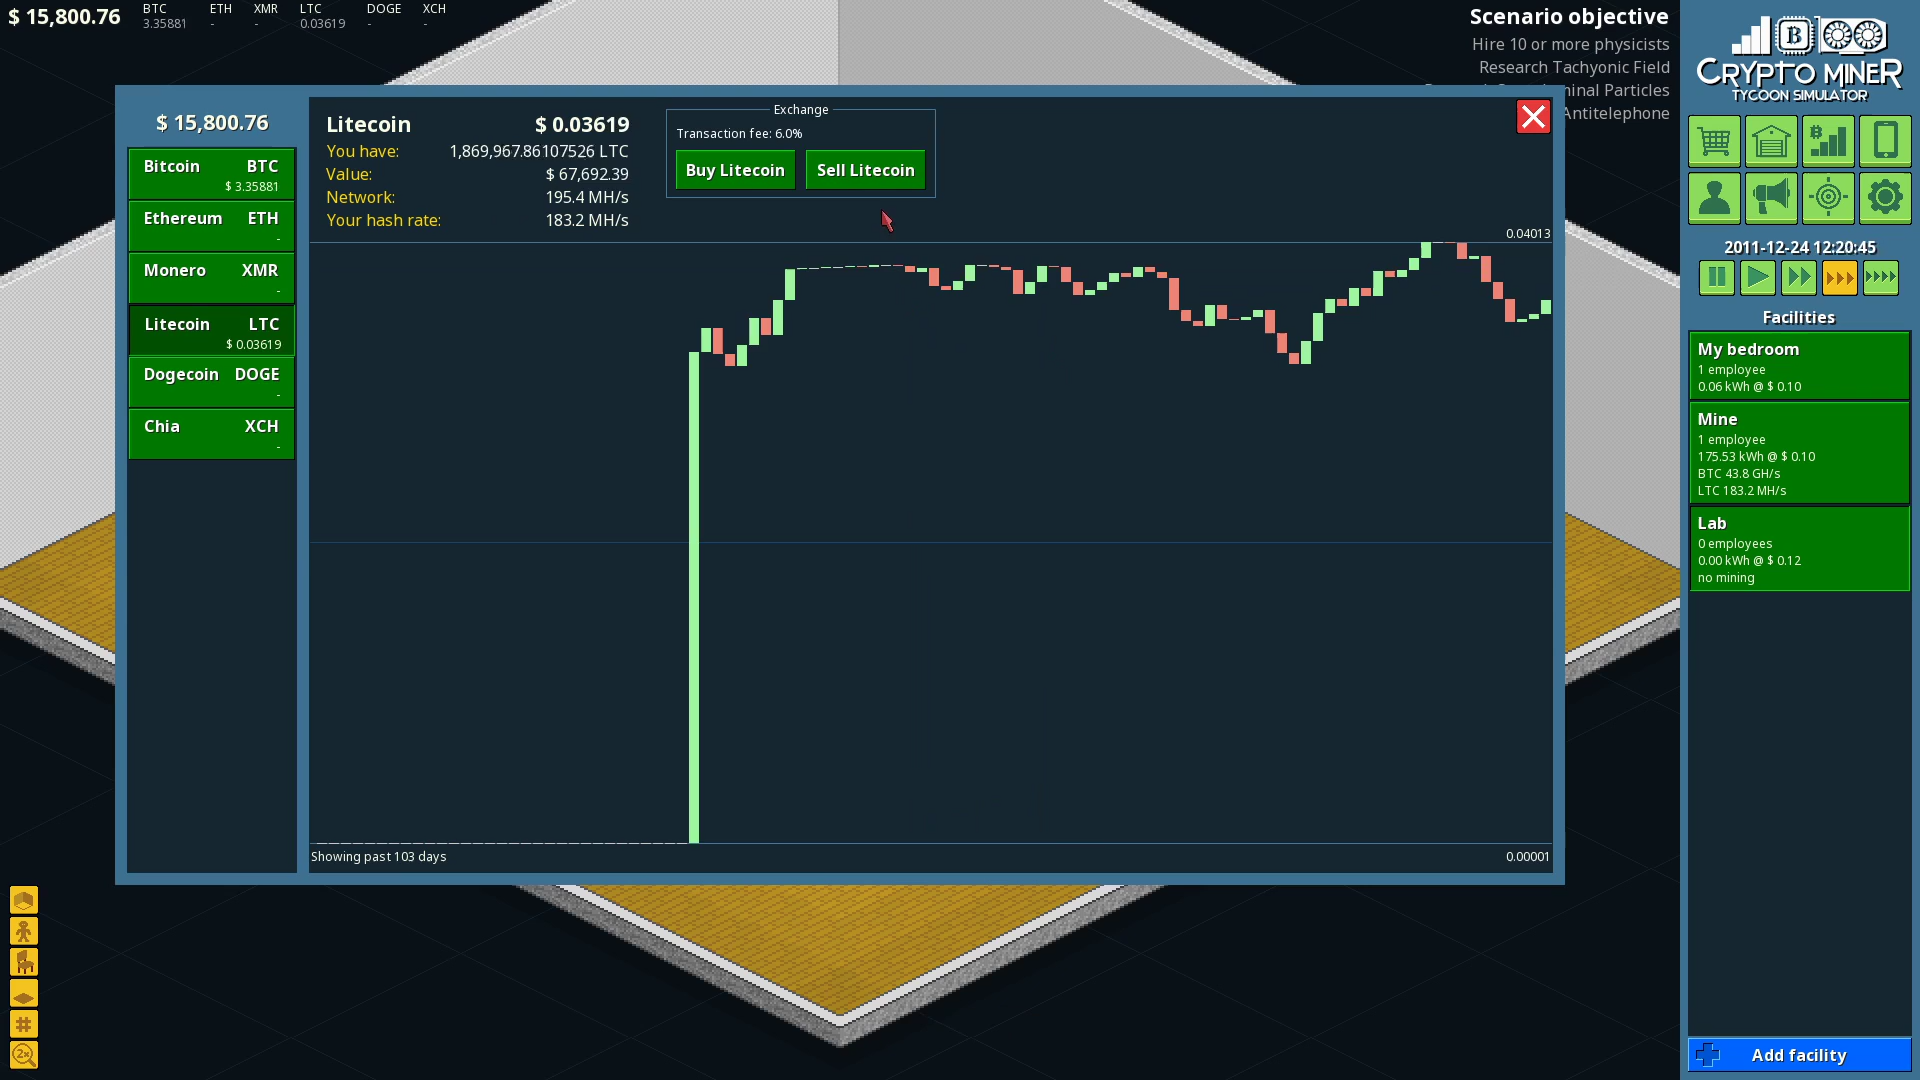 $ 15,800.76
BTC ETH XMR LTC DOGE XCH
3.35881 - - 0.03619 - -
Scenario objective
Hire 10 or more physicists
Research Tachyonic Field
Particles
Antitelephone
CRYPTO MINER
TYCOON SIMULATOR
$ 15,800.76
Bitcoin BTC
$ 3.35881
Ethereum ETH
-
Monero XMR
-
Litecoin LTC
$ 0.03619
Dogecoin DOGE
-
Chia XCH
-
Litecoin $ 0.03619
You have: 1,869,967.86107526 LTC
Value: $ 67,692.39
Network: 195.4 MH/s
Your hash rate: 183.2 MH/s
Exchange
Transaction fee: 6.0%
Buy Litecoin Sell Litecoin
0.04013
Showing past 103 days
0.00001
2011-12-24 12:20:45
Facilities
My bedroom
1 employee
0.06 kWh @ $ 0.10
Mine
1 employee
175.53 kWh @ $ 0.10
BTC 43.8 GH/s
LTC 183.2 MH/s
Lab
0 employees
0.00 kWh @ $ 0.12
no mining
Add facility
2x